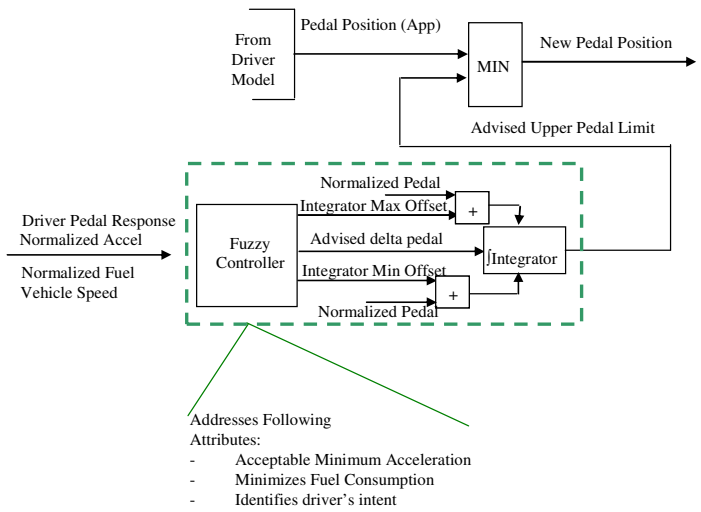 Pedal Position (App)
From
Driver
Model
MIN
New Pedal Position
Advised Upper Pedal Limit
Normalized Pedal
Integrator Max Offset
+
Driver Pedal Response
Normalized Accel
Normalized Fuel
Vehicle Speed
Fuzzy
Controller
Advised delta pedal
∫Integrator
Integrator Min Offset
+
Normalized Pedal
Addresses Following
Attributes:
- Acceptable Minimum Acceleration
- Minimizes Fuel Consumption
- Identifies driver's intent